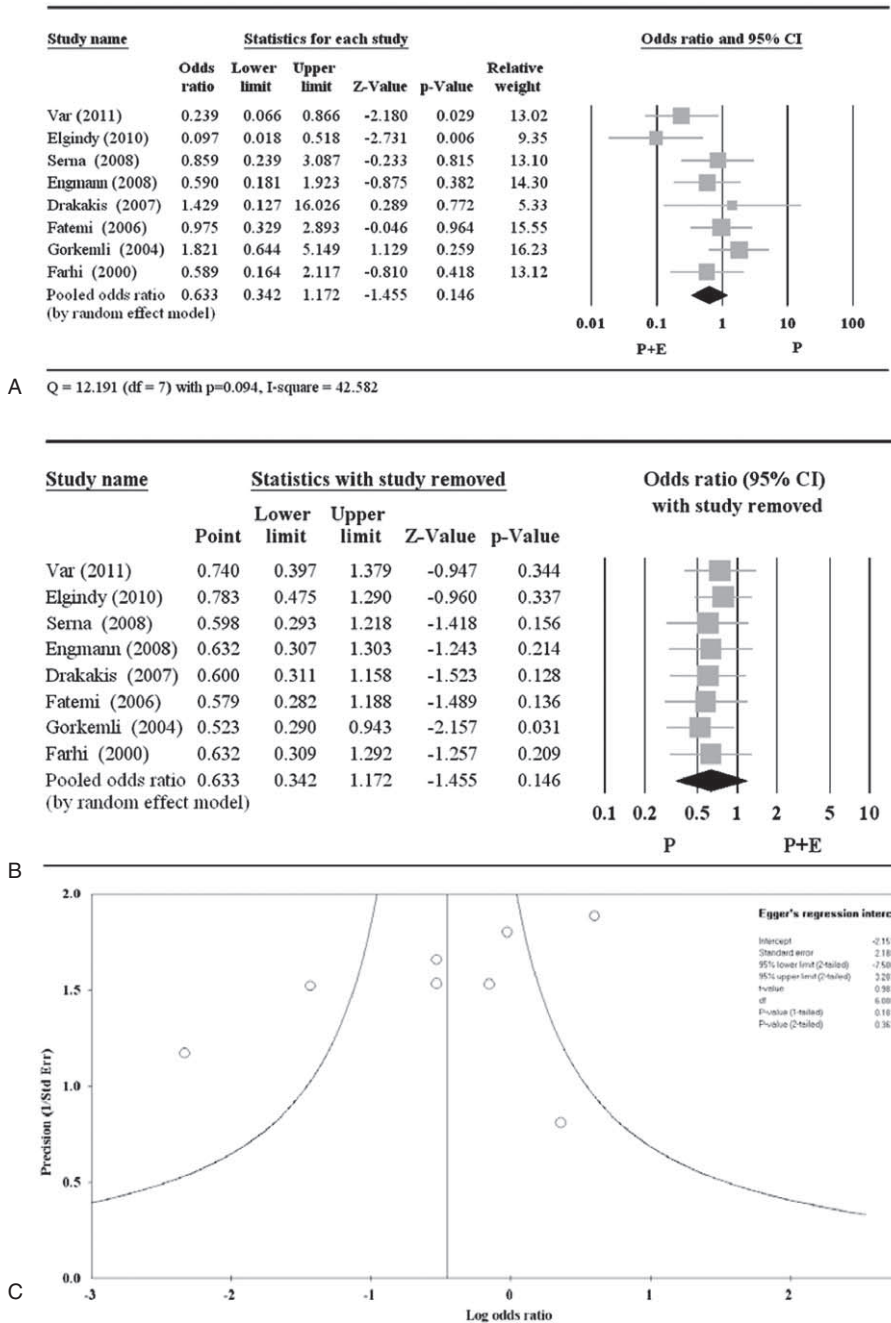 Study name Statistics for each study Odds ratio and 95% CI
Odds Lower Upper Relative
ratio limit limit Z-Value p-Value weight
Var (2011) 0.239 0.066 0.866 -2.180 0.029 13.02
Elgindy (2010) 0.097 0.018 0.518 -2.731 0.006 9.35
Serna (2008) 0.859 0.239 3.087 -0.233 0.815 13.10
Engmann (2008) 0.590 0.181 1.923 -0.875 0.382 14.30
Drakakis (2007) 1.429 0.127 16.026 0.289 0.772 5.33
Fatemi (2006) 0.975 0.329 2.893 -0.046 0.964 15.55
Gorkemli (2004) 1.821 0.644 5.149 1.129 0.259 16.23
Farhi (2000) 0.589 0.164 2.117 -0.810 0.418 13.12
Pooled odds ratio 0.633 0.342 1.172 -1.455 0.146
(by random effect model)
0.01 0.1 1 10 100
P+E P
A Q = 12.191 (df = 7) with p=0.094, I-square = 42.582
Study name Statistics with study removed Odds ratio (95% CI)
with study removed
Lower Upper
Point limit limit Z-Value p-Value
Var (2011) 0.740 0.397 1.379 -0.947 0.344
Elgindy (2010) 0.783 0.475 1.290 -0.960 0.337
Serna (2008) 0.598 0.293 1.218 -1.418 0.156
Engmann (2008) 0.632 0.307 1.303 -1.243 0.214
Drakakis (2007) 0.600 0.311 1.158 -1.523 0.128
Fatemi (2006) 0.579 0.282 1.188 -1.489 0.136
Gorkemli (2004) 0.523 0.290 0.943 -2.157 0.031
Farhi (2000) 0.632 0.309 1.292 -1.257 0.209
Pooled odds ratio 0.633 0.342 1.172 -1.455 0.146
(by random effect model)
0.1 0.2 0.5 1 2 5 10
P P+E
B
2.0
Egger's regression interc
Intercept -2.15
Standard error 2.18
95% lower limit (2-tailed) -7.50
95% upper limit (2-tailed) 3.20
t-value 0.98
df 6.00
P-value (1-tailed) 0.18
P-value (2-tailed) 0.36
1.5
1.0
0.5
0.0
Precision (1/Std Err)
-3 -2 -1 0 1 2
C
Log odds ratio